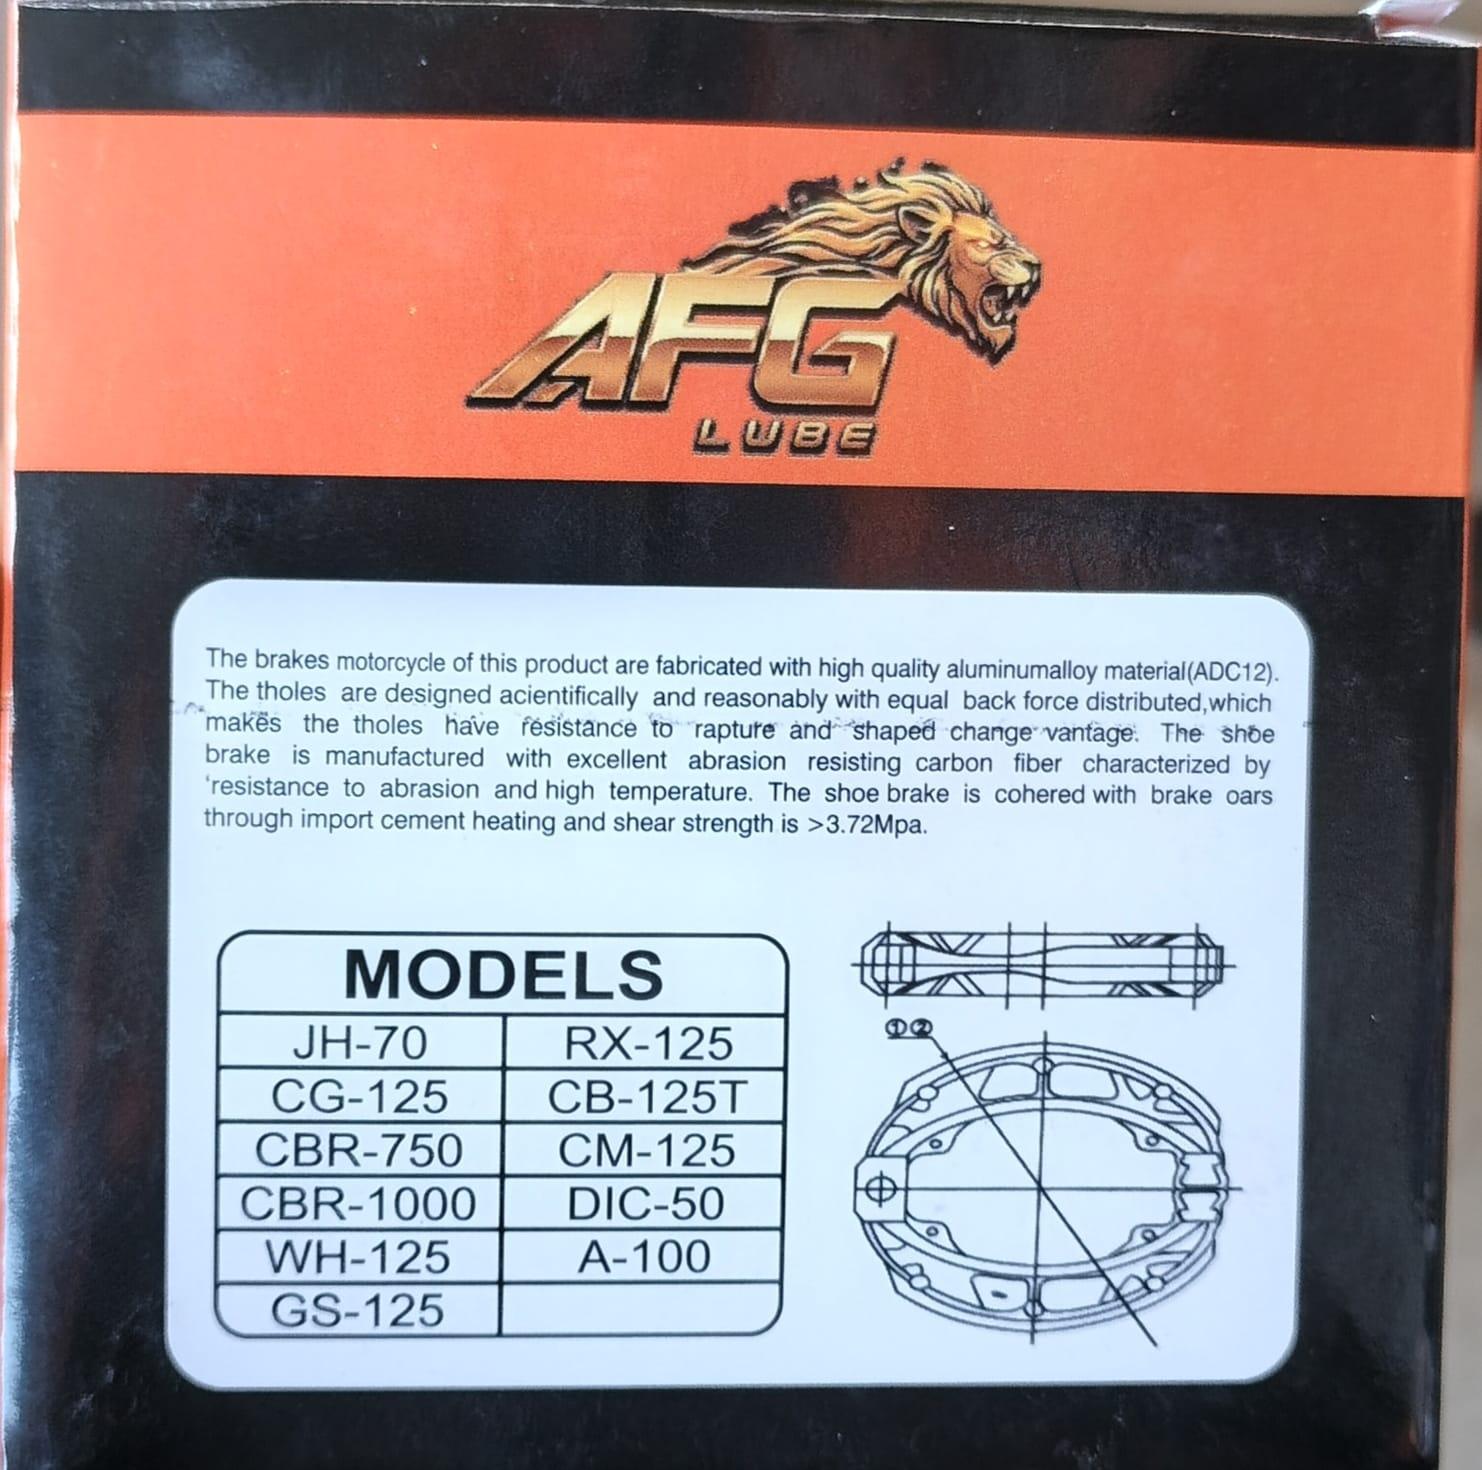 AFG
LUBE
The brakes motorcycle of this product are fabricated with high quality aluminumalloy material(ADC12).
The tholes are designed acientifically and reasonably with equal back force distributed,which
makes the tholes have resistance to rapture and shaped change vantage. The shoe
brake is manufactured with excellent abrasion resisting carbon fiber characterized by
'resistance to abrasion and high temperature. The shoe brake is cohered with brake oars
through import cement heating and shear strength is >3.72Mpa.
MODELS
JH-70 RX-125
CG-125 CB-125T
CBR-750 CM-125
CBR-1000 DIC-50
WH-125 A-100
GS-125
①②